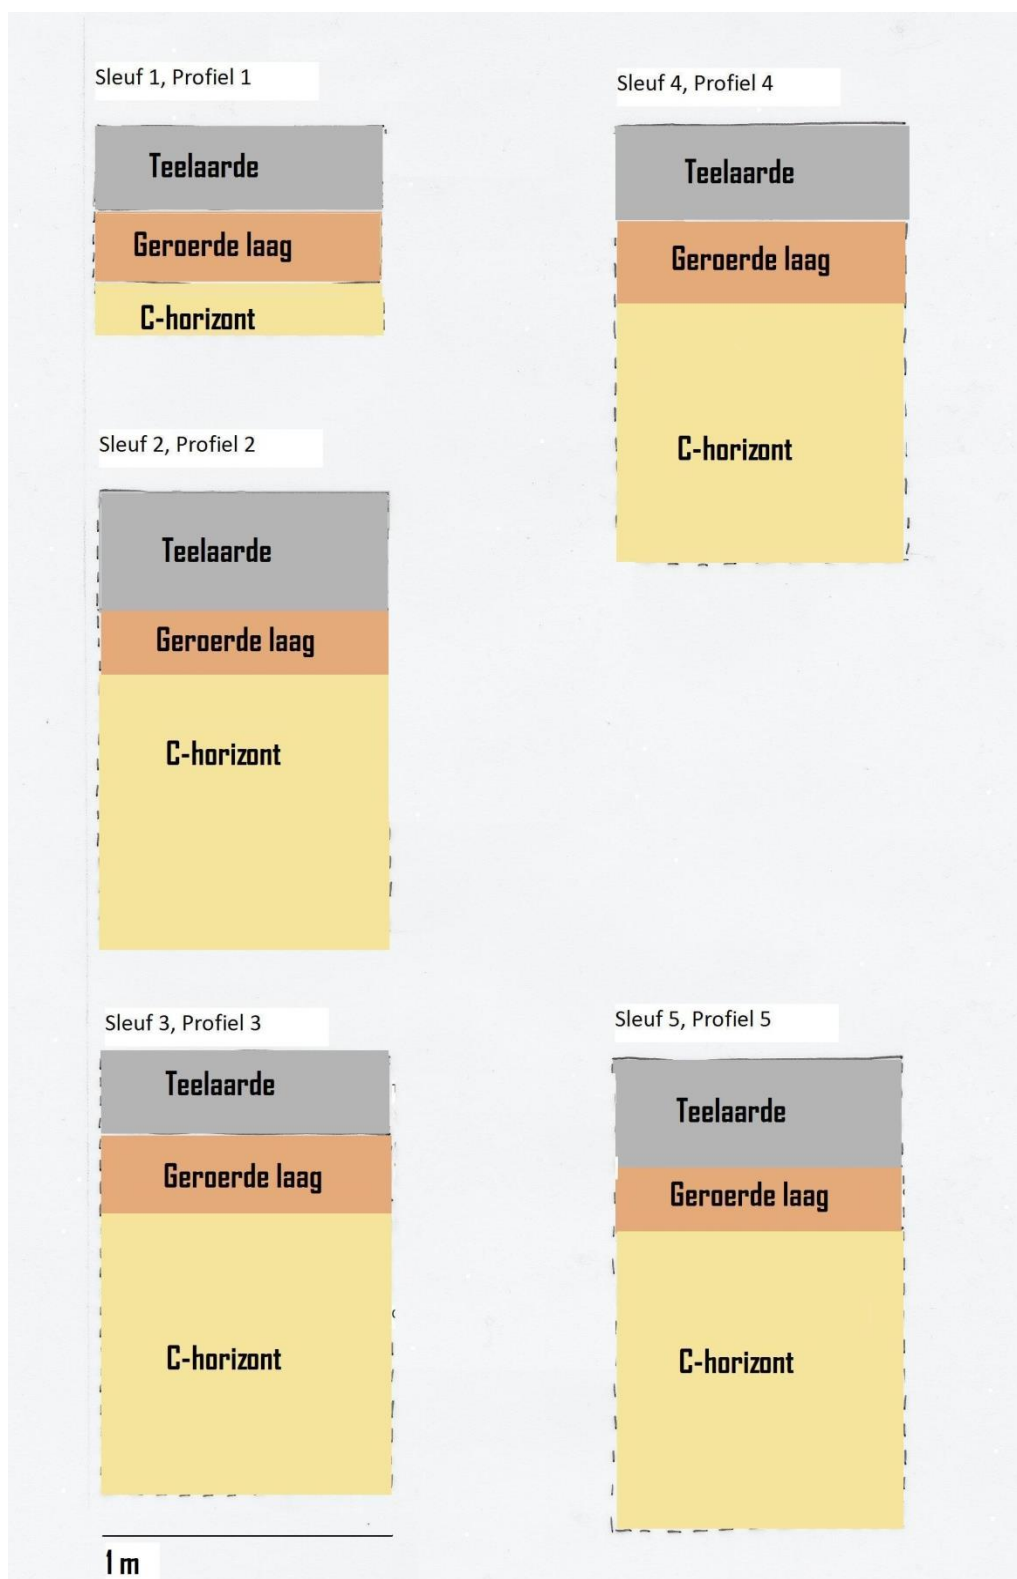 Sleuf 1, Profiel 1
Teelaarde
Geroerde laag
C-horizont
Sleuf 2, Profiel 2
Teelaarde
Geroerde laag
C-horizont
Sleuf 3, Profiel 3
Teelaarde
Geroerde laag
C-horizont
1 m
Sleuf 4, Profiel 4
Teelaarde
Geroerde laag
C-horizont
Sleuf 5, Profiel 5
Teelaarde
Geroerde laag
C-horizont